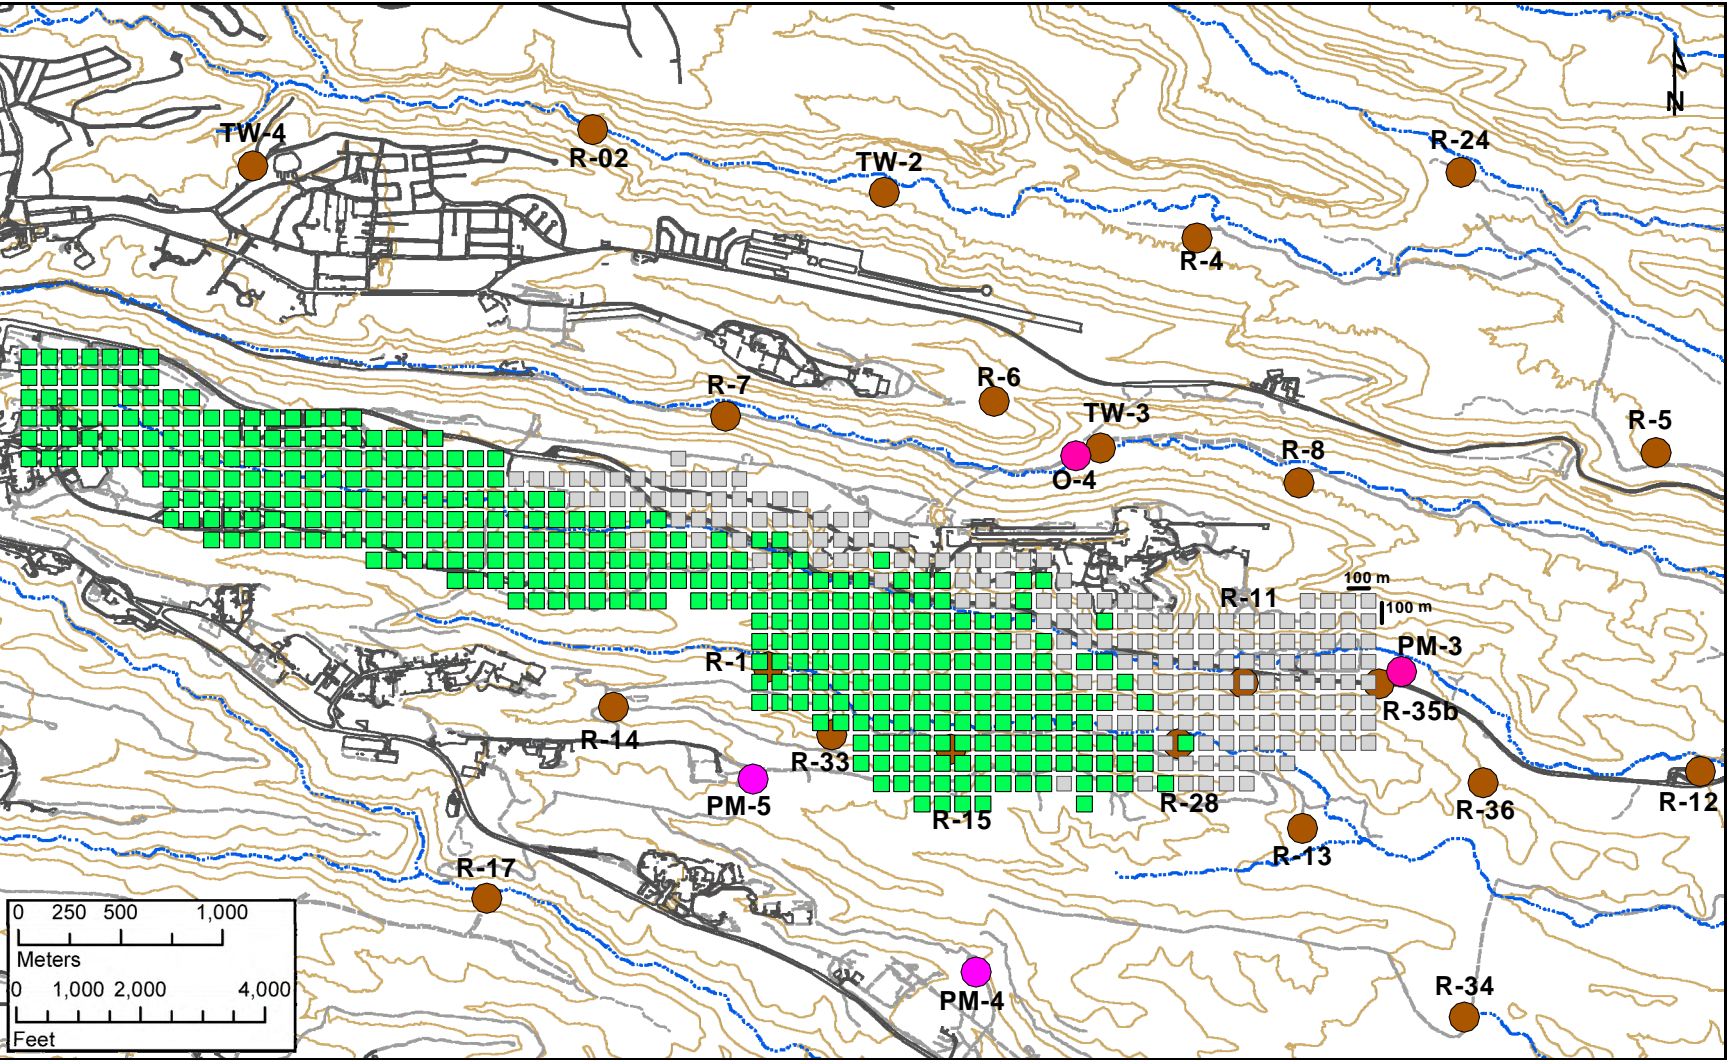 N
TW-4
R-02
TW-2
R-24
R-4
R-7
R-6
TW-3
O-4
R-8
R-5
100 m
100 m
R-11
R-1
PM-3
R-35b
R-14
R-33
PM-5
R-15
R-28
R-36
R-12
R-13
R-17
PM-4
R-34
0 250 500 1,000
Meters
0 1,000 2,000 4,000
Feet